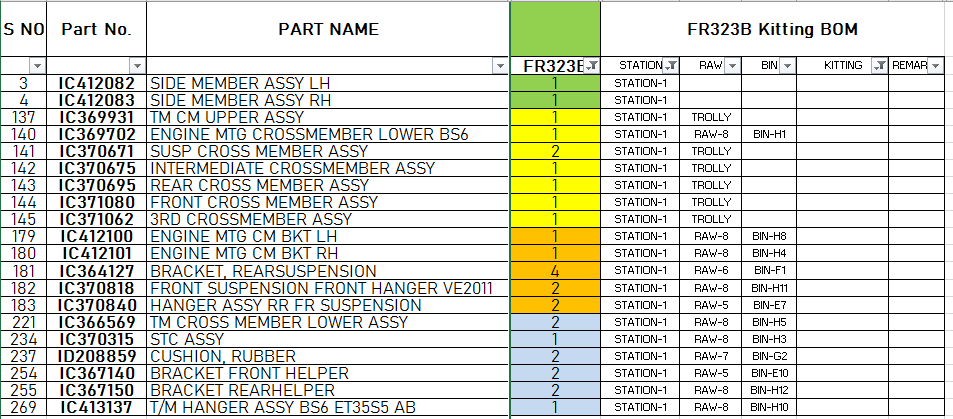 S NO Part No. PART NAME FR323B Kitting BOM
FR323B STATION RAW BIN KITTING REMAR
3 IC412082 SIDE MEMBER ASSY LH 1 STATION-1
4 IC412083 SIDE MEMBER ASSY RH 1 STATION-1
137 IC369931 TM CM UPPER ASSY 1 STATION-1 TROLLY
140 IC369702 ENGINE MTG CROSSMEMBER LOWER BS6 1 STATION-1 RAW-8 BIN-H1
141 IC370671 SUSP CROSS MEMBER ASSY 2 STATION-1 TROLLY
142 IC370675 INTERMEDIATE CROSSMEMBER ASSY 1 STATION-1 TROLLY
143 IC370695 REAR CROSS MEMBER ASSY 1 STATION-1 TROLLY
144 IC371080 FRONT CROSS MEMBER ASSY 1 STATION-1 TROLLY
145 IC371062 3RD CROSSMEMBER ASSY 1 STATION-1 TROLLY
179 IC412100 ENGINE MTG CM BKT LH 1 STATION-1 RAW-8 BIN-H8
180 IC412101 ENGINE MTG CM BKT RH 1 STATION-1 RAW-8 BIN-H4
181 IC364127 BRACKET, REARSUSPENSION 4 STATION-1 RAW-6 BIN-F1
182 IC370818 FRONT SUSPENSION FRONT HANGER VE2011 2 STATION-1 RAW-8 BIN-H11
183 IC370840 HANGER ASSY RR FR SUSPENSION 2 STATION-1 RAW-5 BIN-E7
221 IC366569 TM CROSS MEMBER LOWER ASSY 2 STATION-1 RAW-8 BIN-H5
234 IC370315 STC ASSY 1 STATION-1 RAW-8 BIN-H3
237 ID208859 CUSHION, RUBBER 2 STATION-1 RAW-7 BIN-G2
254 IC367140 BRACKET FRONT HELPER 2 STATION-1 RAW-5 BIN-E10
255 IC367150 BRACKET REARHELPER 2 STATION-1 RAW-8 BIN-H12
269 IC413137 T/M HANGER ASSY BS6 ET35S5 AB 1 STATION-1 RAW-8 BIN-H10